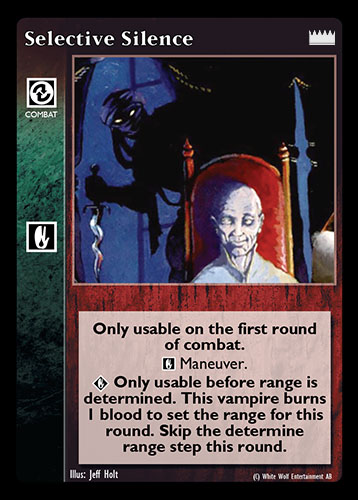 Selective Silence
COMBAT
Only usable on the first round
of combat.
Maneuver.
Only usable before range is
determined. This vampire burns
1 blood to set the range for this
round. Skip the determine
range step this round.
Illus: Jeff Holt
(C) White Wolf Entertainment AB